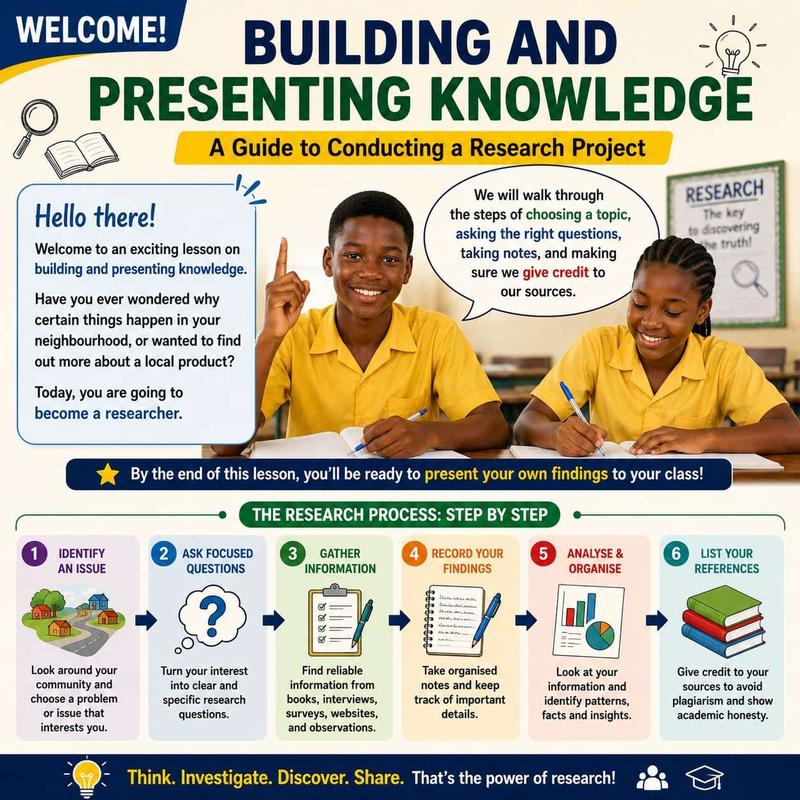 WELCOME!
BUILDING AND
PRESENTING KNOWLEDGE
A Guide to Conducting a Research Project
Hello there!
Welcome to an exciting lesson on
building and presenting knowledge.
Have you ever wondered why
certain things happen in your
neighbourhood, or wanted to find
out more about a local product?
Today, you are going to
become a researcher.
We will walk through
the steps of choosing a topic,
asking the right questions,
taking notes, and making
sure we give credit to
our sources.
RESEARCH
The key
to discovering
the truth!
By the end of this lesson, you'll be ready to present your own findings to your class!
THE RESEARCH PROCESS: STEP BY STEP
1 IDENTIFY
AN ISSUE
Look around your
community and
choose a problem
or issue that
interests you.
2 ASK FOCUSED
QUESTIONS
?
Turn your interest
into clear and
specific research
questions.
3 GATHER
INFORMATION
Find reliable
information from
books, interviews,
surveys, websites,
and observations.
4 RECORD YOUR
FINDINGS
Take organised
notes and keep
track of important
details.
5 ANALYSE &
ORGANISE
Look at your
information and
identify patterns,
facts and insights.
6 LIST YOUR
REFERENCES
Give credit to your
sources to avoid
plagiarism and show
academic honesty.
Think. Investigate. Discover. Share. That's the power of research!